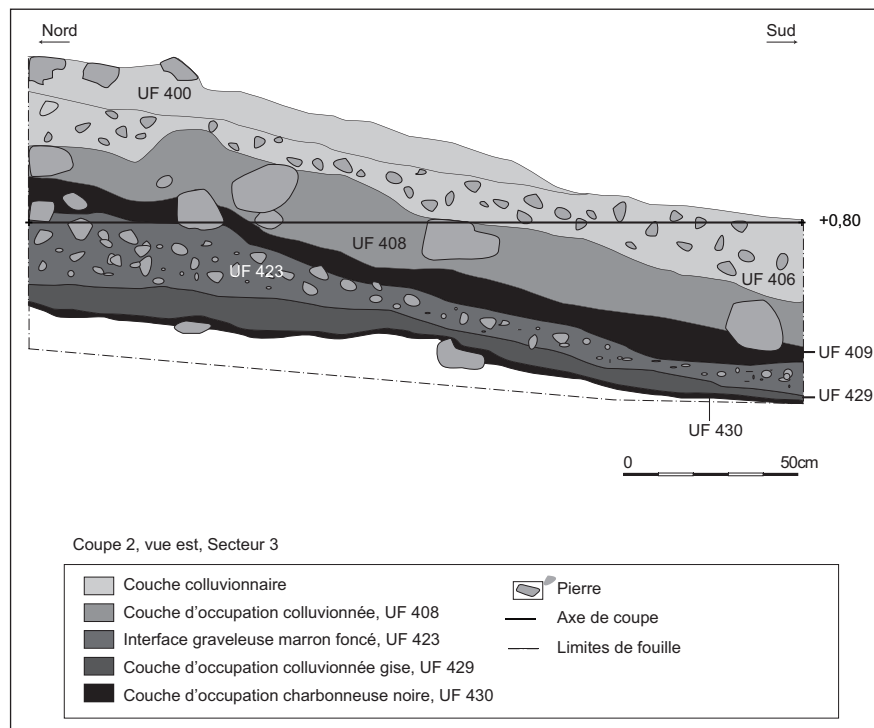 Nord
Sud
UF 400
+0,80
UF 408
UF 423
UF 406
UF 409
UF 429
UF 430
0 50cm
Coupe 2, vue est, Secteur 3
Couche colluvionnaire
Couche d'occupation colluvionnée, UF 408
Interface graveleuse marron foncé, UF 423
Couche d'occupation colluvionnée gise, UF 429
Couche d'occupation charbonneuse noire, UF 430
Pierre
Axe de coupe
Limites de fouille